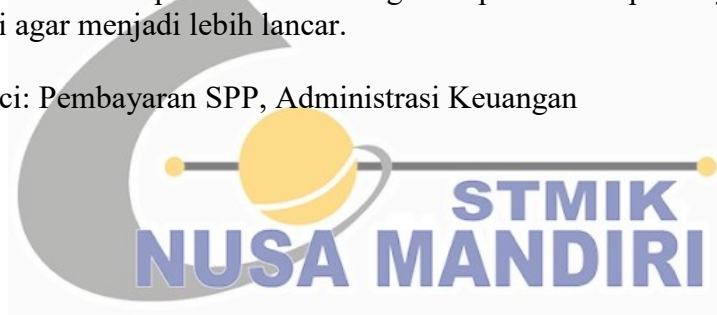 i agar menjadi lebih lancar.
ci: Pembayaran SPP, Administrasi Keuangan
STMIK
NUSA MANDIRI